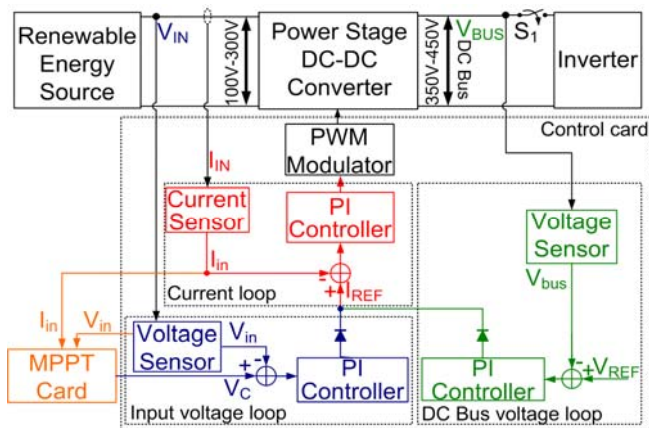 Renewable
Energy
Source
V_IN
100V-300V
Power Stage
DC-DC
Converter
350V-450V
DC Bus
V_BUS
S_1
Inverter
Control card
PWM
Modulator
I_IN
Current
Sensor
PI
Controller
Voltage
Sensor
I_in
-
+
I_REF
V_bus
Current loop
I_in
V_in
Voltage
Sensor
V_in
MPPT
Card
+
-
V_C
PI
Controller
PI
Controller
-
+
V_REF
Input voltage loop
DC Bus voltage loop